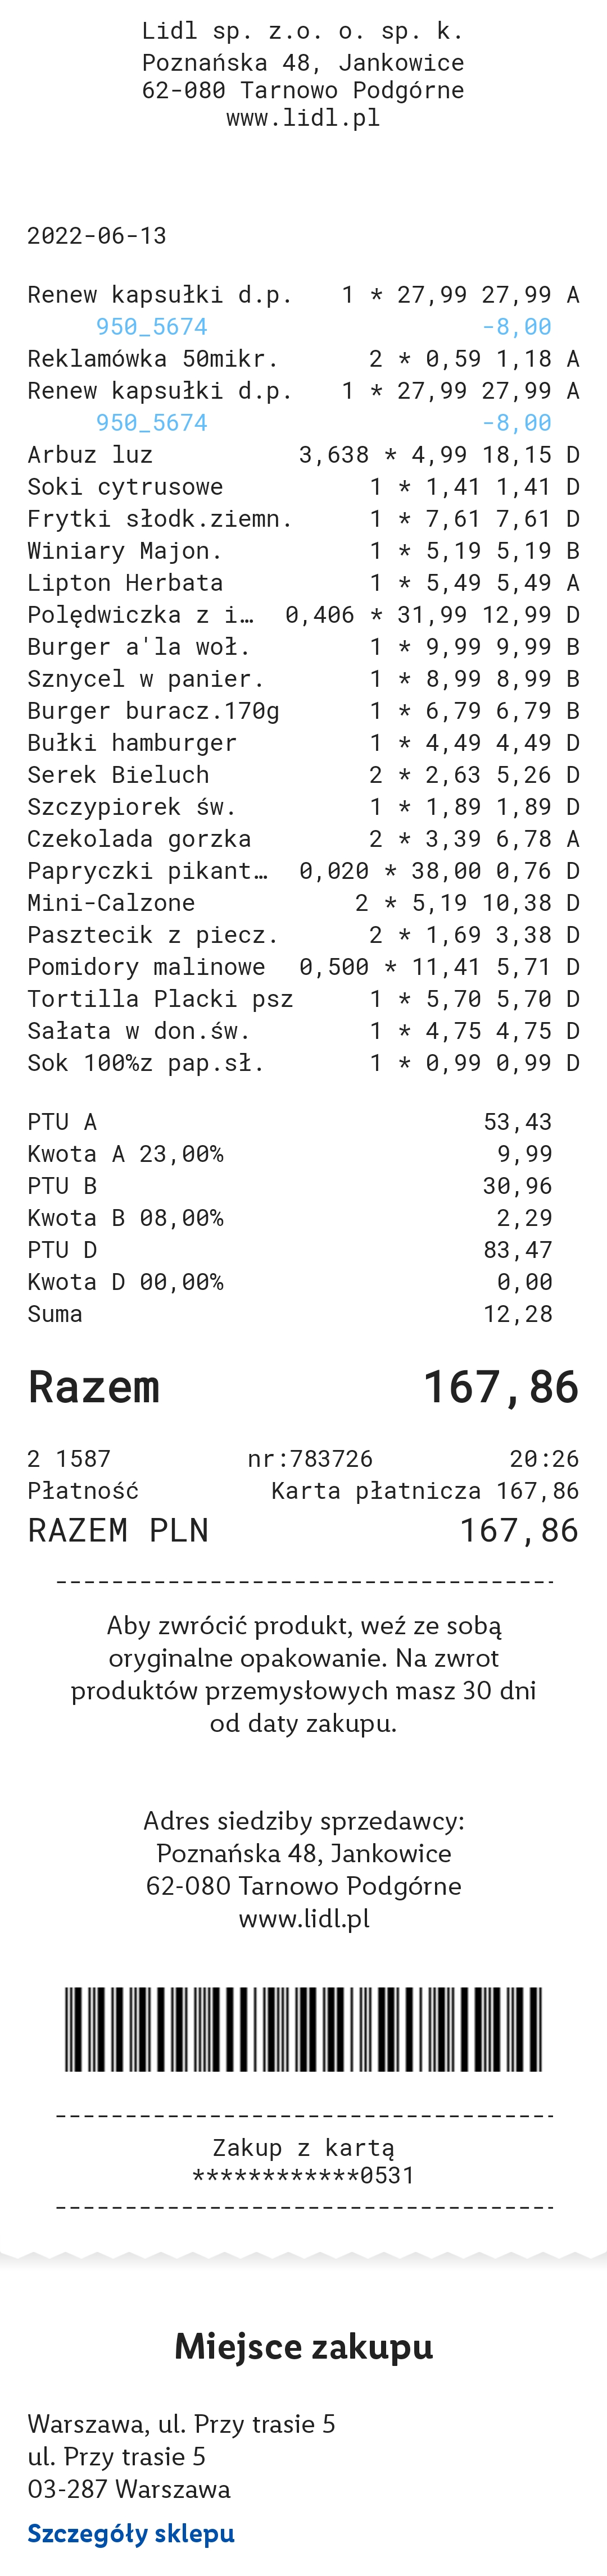 Lidl sp. z.o. o. sp. k.
Poznańska 48, Jankowice
62-080 Tarnowo Podgórne
www.lidl.pl
2022-06-13
Renew kapsułki d.p. 1 * 27,99 27,99 A
950_5674 -8,00
Reklamówka 50mikr. 2 * 0,59 1,18 A
Renew kapsułki d.p. 1 * 27,99 27,99 A
950_5674 -8,00
Arbuz luz 3,638 * 4,99 18,15 D
Soki cytrusowe 1 * 1,41 1,41 D
Frytki słodk.ziemn. 1 * 7,61 7,61 D
Winiary Majon. 1 * 5,19 5,19 B
Lipton Herbata 1 * 5,49 5,49 A
Polędwiczka z i… 0,406 * 31,99 12,99 D
Burger a'la woł. 1 * 9,99 9,99 B
Sznycel w panier. 1 * 8,99 8,99 B
Burger buracz.170g 1 * 6,79 6,79 B
Bułki hamburger 1 * 4,49 4,49 D
Serek Bieluch 2 * 2,63 5,26 D
Szczypiorek św. 1 * 1,89 1,89 D
Czekolada gorzka 2 * 3,39 6,78 A
Papryczki pikant… 0,020 * 38,00 0,76 D
Mini-Calzone 2 * 5,19 10,38 D
Pasztecik z piecz. 2 * 1,69 3,38 D
Pomidory malinowe 0,500 * 11,41 5,71 D
Tortilla Placki psz 1 * 5,70 5,70 D
Sałata w don.św. 1 * 4,75 4,75 D
Sok 100%z pap.sł. 1 * 0,99 0,99 D
PTU A 53,43
Kwota A 23,00% 9,99
PTU B 30,96
Kwota B 08,00% 2,29
PTU D 83,47
Kwota D 00,00% 0,00
Suma 12,28
Razem 167,86
2 1587 nr:783726 20:26
Płatność Karta płatnicza 167,86
RAZEM PLN 167,86
Aby zwrócić produkt, weź ze sobą
oryginalne opakowanie. Na zwrot
produktów przemysłowych masz 30 dni
od daty zakupu.
Adres siedziby sprzedawcy:
Poznańska 48, Jankowice
62-080 Tarnowo Podgórne
www.lidl.pl
Zakup z kartą
************0531
Miejsce zakupu
Warszawa, ul. Przy trasie 5
ul. Przy trasie 5
03-287 Warszawa
Szczegóły sklepu